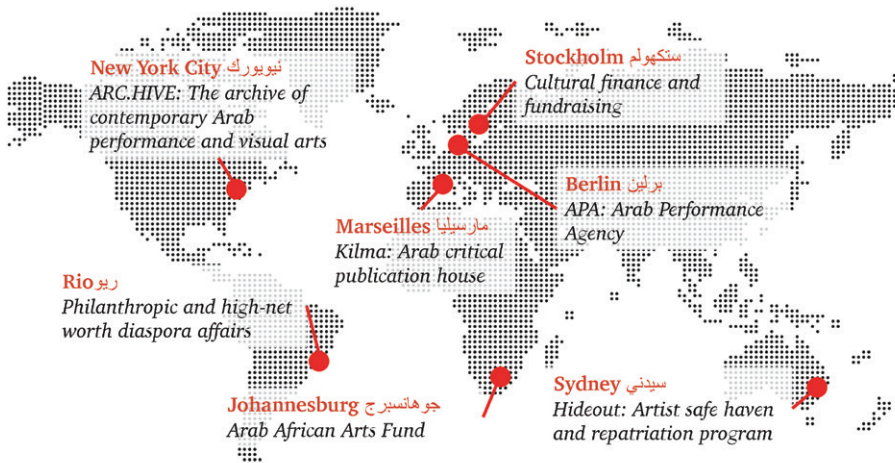 New York City نيويورك
ARC.HIVE: The archive of
contemporary Arab
performance and visual arts
Stockholm ستكهولم
Cultural finance and
fundraising
Berlin برلين
APA: Arab Performance
Agency
Marseilles مارسيليا
Kilma: Arab critical
publication house
Rio ريو
Philanthropic and high-net
worth diaspora affairs
Johannesburg جوهانسبرج
Arab African Arts Fund
Sydney سيدني
Hideout: Artist safe haven
and repatriation program